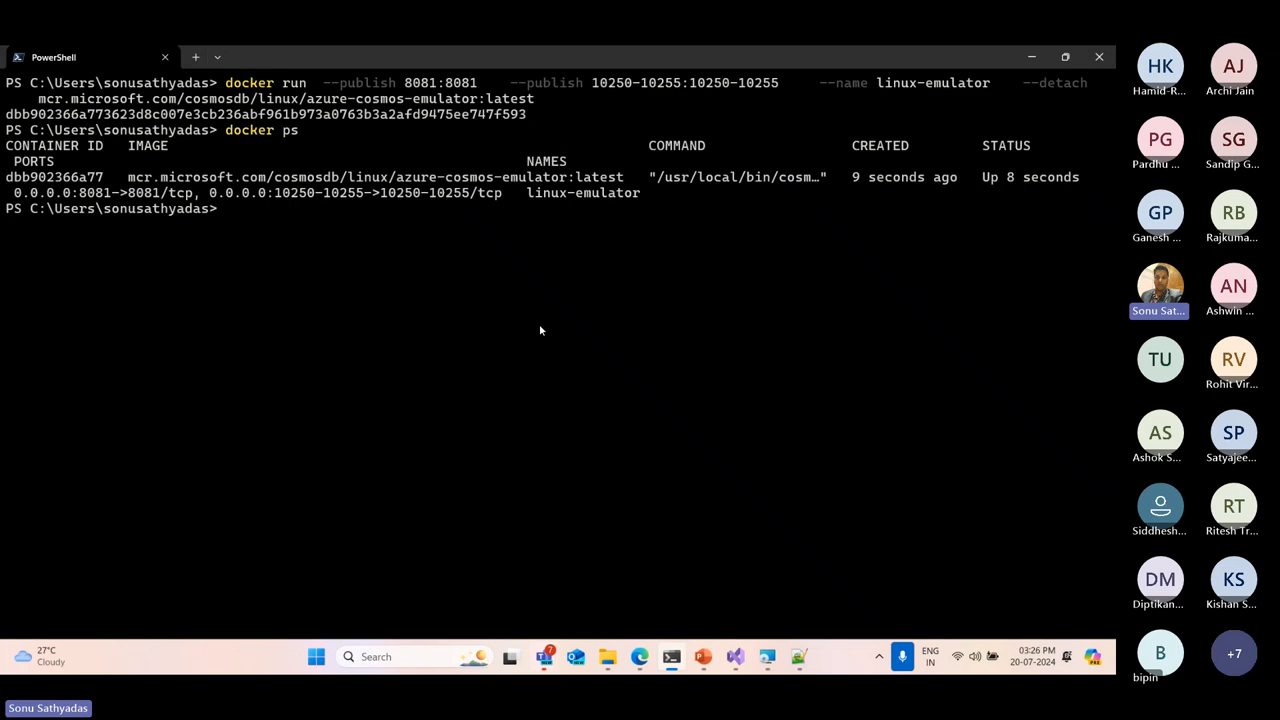 PowerShell
PS C:\Users\sonusathyadas> docker run --publish 8081:8081 --publish 10250-10255:10250-10255 --name linux-emulator --detach
mcr.microsoft.com/cosmosdb/linux/azure-cosmos-emulator:latest
dbb902366a773623d8c007e3cb236abf961b973a0763b3a2afd9475ee747f593
PS C:\Users\sonusathyadas> docker ps
CONTAINER ID IMAGE COMMAND CREATED STATUS
PORTS NAMES
dbb902366a77 mcr.microsoft.com/cosmosdb/linux/azure-cosmos-emulator:latest "/usr/local/bin/cosm…" 9 seconds ago Up 8 seconds
0.0.0.0:8081->8081/tcp, 0.0.0.0:10250-10255->10250-10255/tcp linux-emulator
PS C:\Users\sonusathyadas>
HK AJ
Hamid-R... Archi Jain
PG SG
Pardhu ... Sandip G...
GP RB
Ganesh ... Rajkuma...
AN
Sonu Sat... Ashwin ...
TU RV
Rohit Vir...
AS SP
Ashok S... Satyajee...
RT
Siddhesh... Ritesh Tr...
DM KS
Diptikan... Kishan S...
B +7
bipin
27°C
Cloudy
Search
7
ENG
IN
03:26 PM
20-07-2024
Sonu Sathyadas